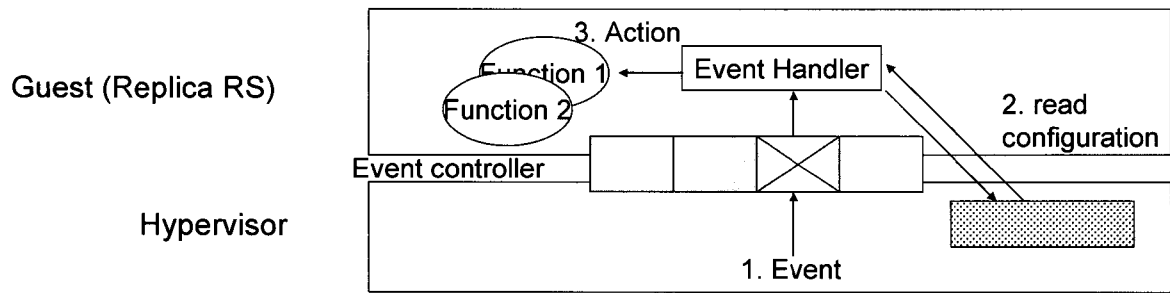 3. Action
Guest (Replica RS)
Function 1
Event Handler
Function 2
2. read
configuration
Event controller
Hypervisor
1. Event